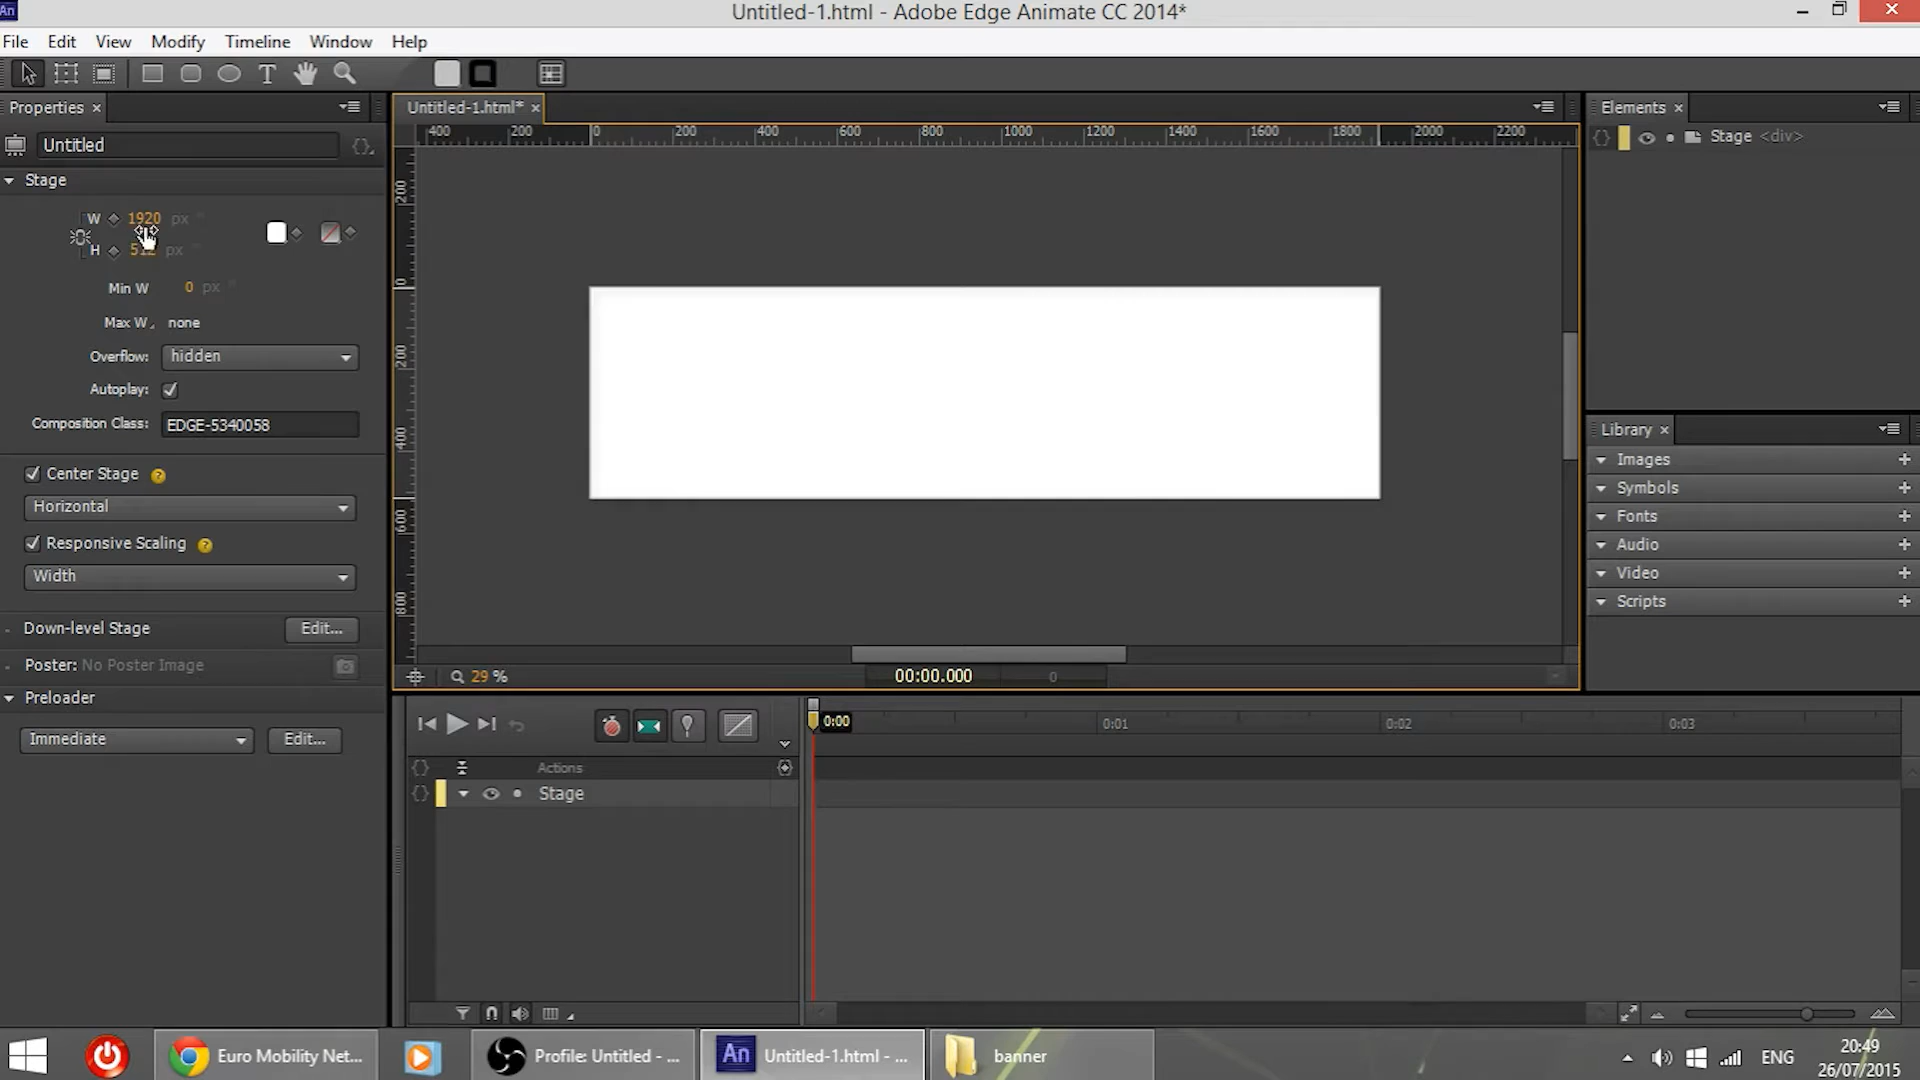 An
Untitled-1.html - Adobe Edge Animate CC 2014*
File Edit View Modify Timeline Window Help
Properties
Untitled-1.html*
Elements
Untitled
Stage <div>
400 200 0 200 400 600 800 1000 1200 1400 1600 1800 2000 2200
Stage
W 1920 px
H 512 px
Min W 0 px
Max W none
Overflow: hidden
Autoplay:
Composition Class: EDGE-5340058
200
0
200
400
600
800
Library
Images
Symbols
Fonts
Audio
Video
Scripts
Center Stage ?
Horizontal
Responsive Scaling ?
Width
Down-level Stage Edit...
Poster: No Poster Image
Preloader
Immediate Edit...
29 %
00:00.000
0
0:00 0:01 0:02 0:03
Actions
Stage
Euro Mobility Net...
Profile: Untitled - ...
An Untitled-1.html - ...
banner
ENG
20:49
26/07/2015